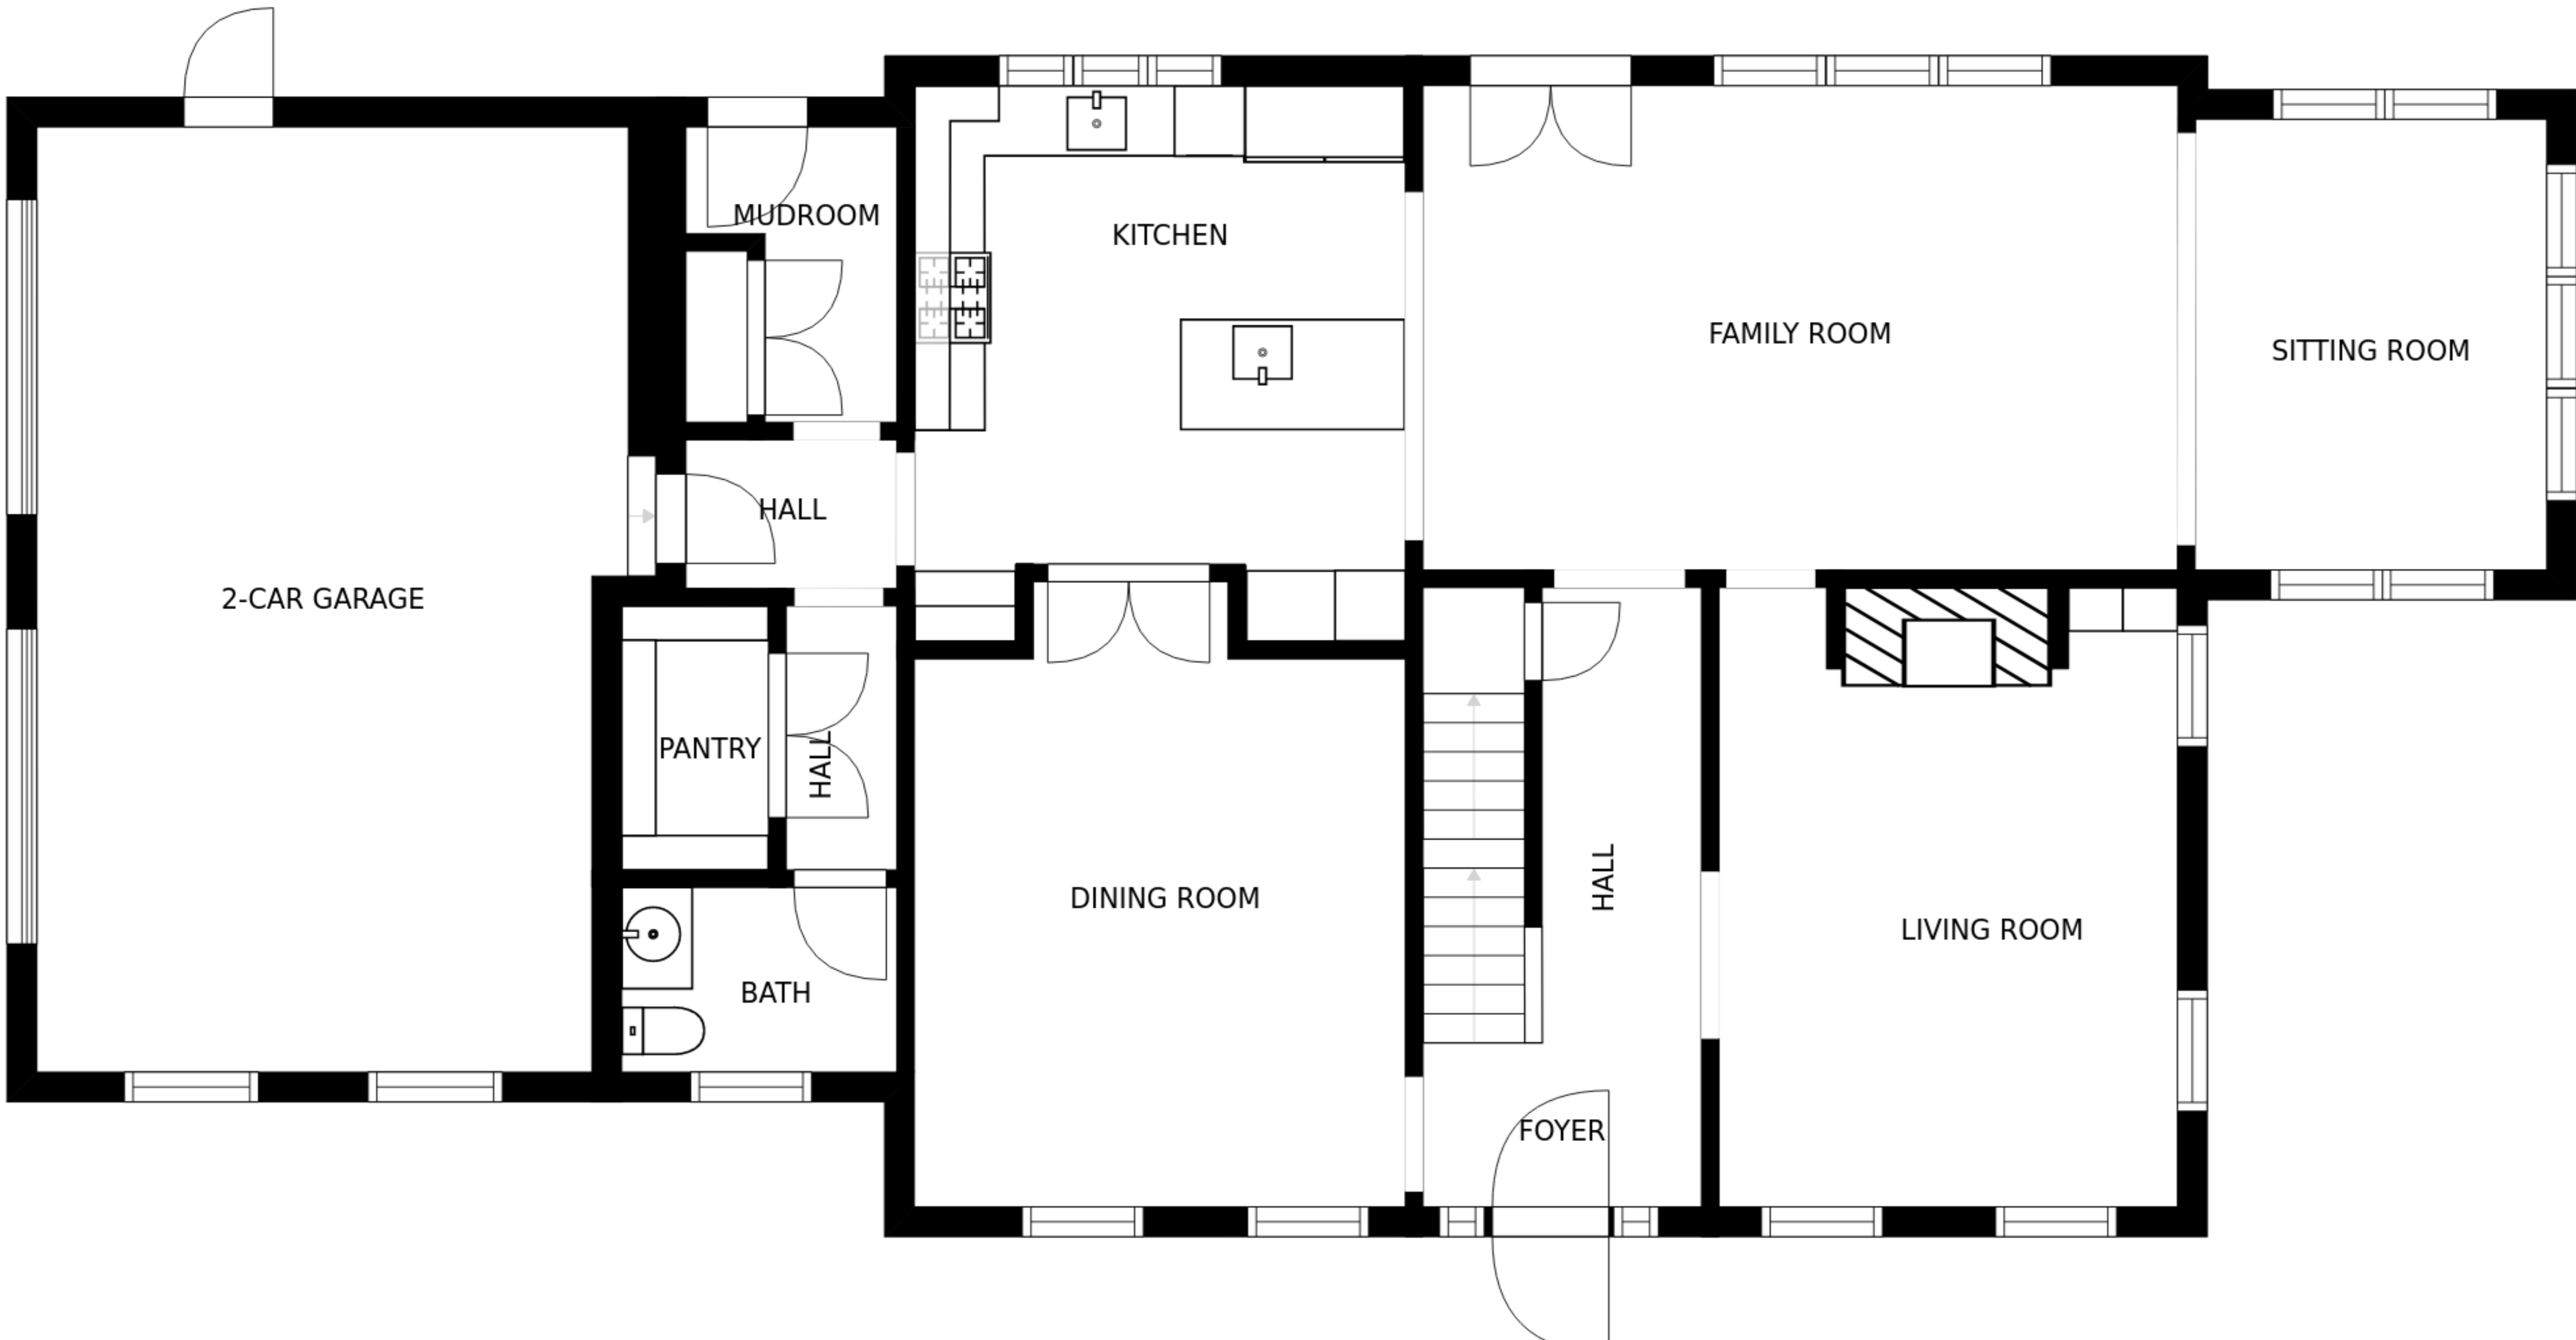 MUDROOM
KITCHEN
FAMILY ROOM
SITTING ROOM
HALL
2-CAR GARAGE
PANTRY
HALL
DINING ROOM
HALL
LIVING ROOM
BATH
FOYER